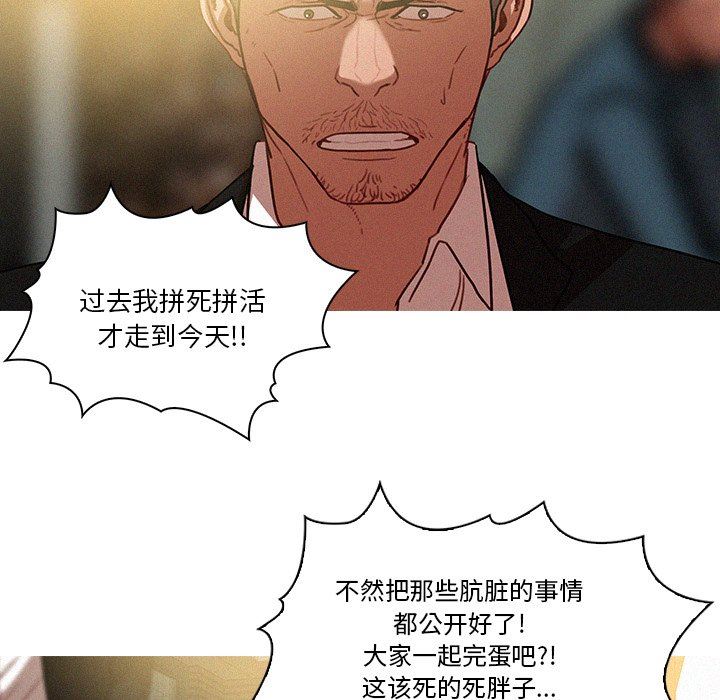 过去我拼死拼活
才走到今天!!
不然把那些肮脏的事情
都公开好了!
大家一起完蛋吧?!
这该死的死胖子...